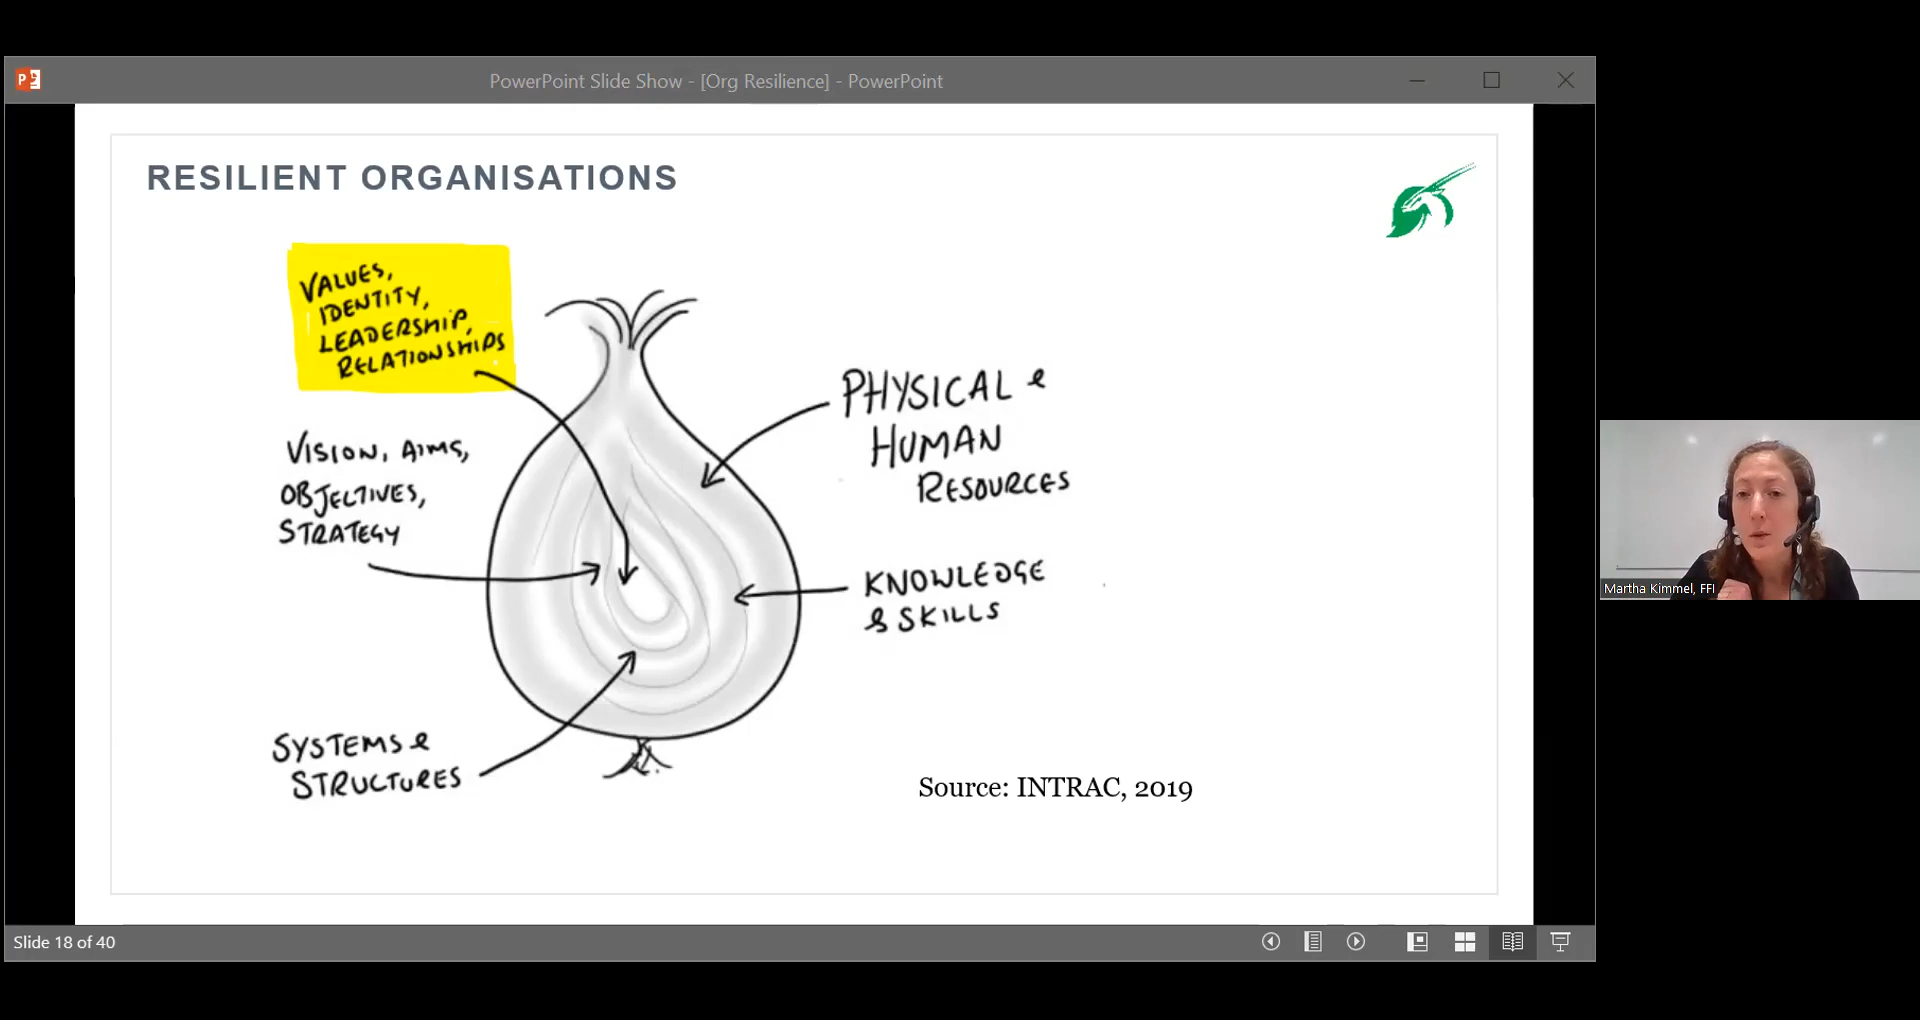 PowerPoint Slide Show - [Org Resilience] - PowerPoint
RESILIENT ORGANISATIONS
VALUES,
IDENTITY,
LEADERSHIP,
RELATIONSHIPS
VISION, AIMS,
OBJECTIVES,
STRATEGY
SYSTEMS &
STRUCTURES
PHYSICAL &
HUMAN
RESOURCES
KNOWLEDGE
& SKILLS
Source: INTRAC, 2019
Martha Kimmel, FFI
Slide 18 of 40